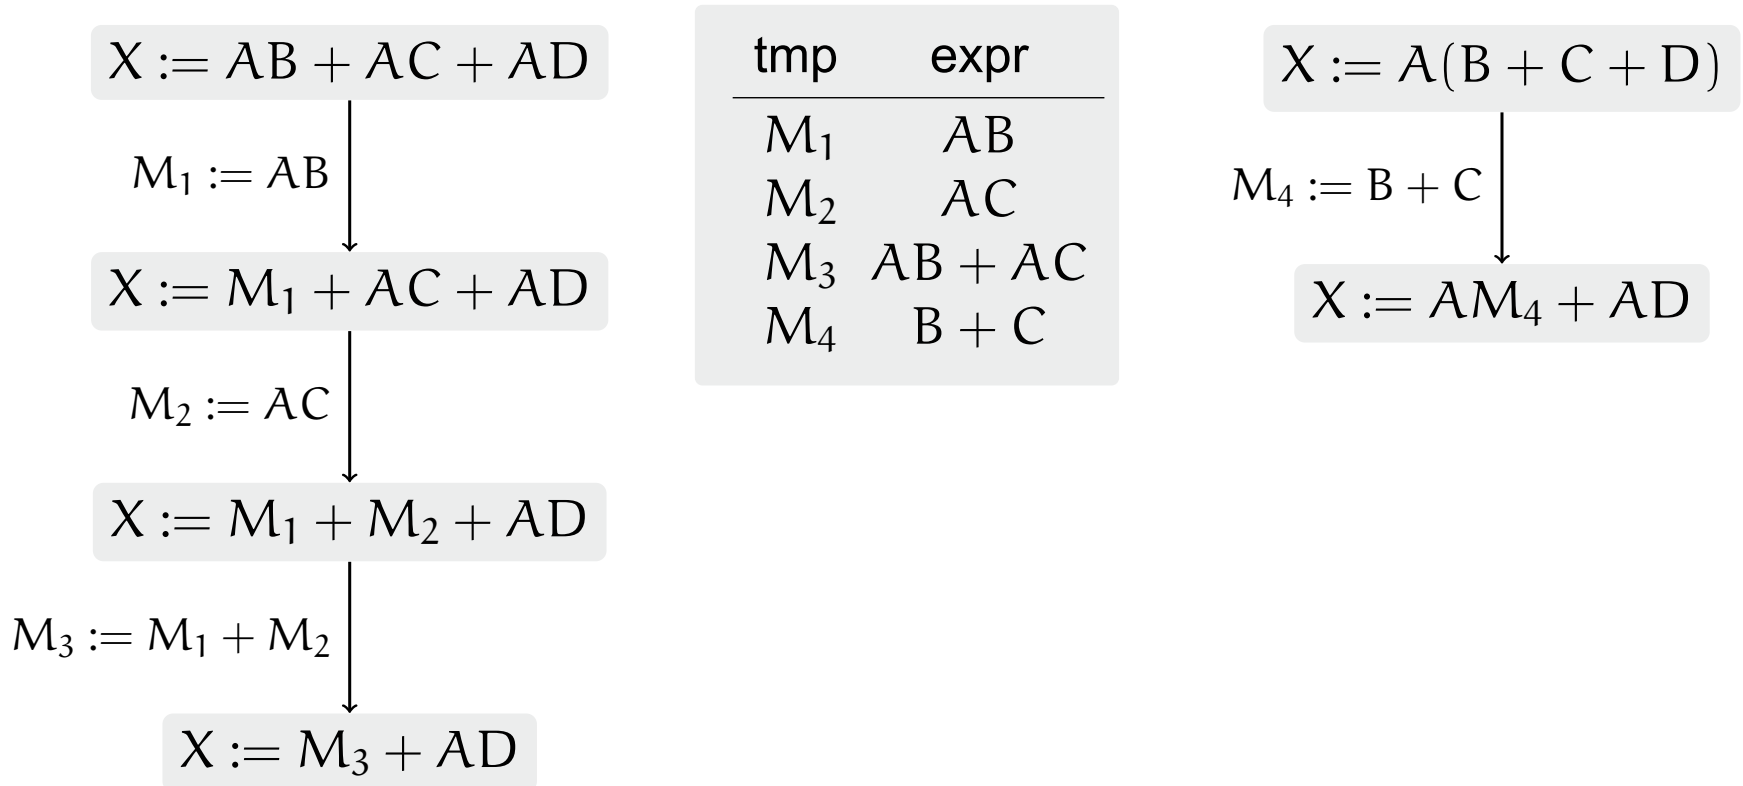 X := AB + AC + AD
M₁ := AB
X := M₁ + AC + AD
M₂ := AC
X := M₁ + M₂ + AD
M₃ := M₁ + M₂
X := M₃ + AD
tmp expr
M₁ AB
M₂ AC
M₃ AB + AC
M₄ B + C
X := A(B + C + D)
M₄ := B + C
X := AM₄ + AD